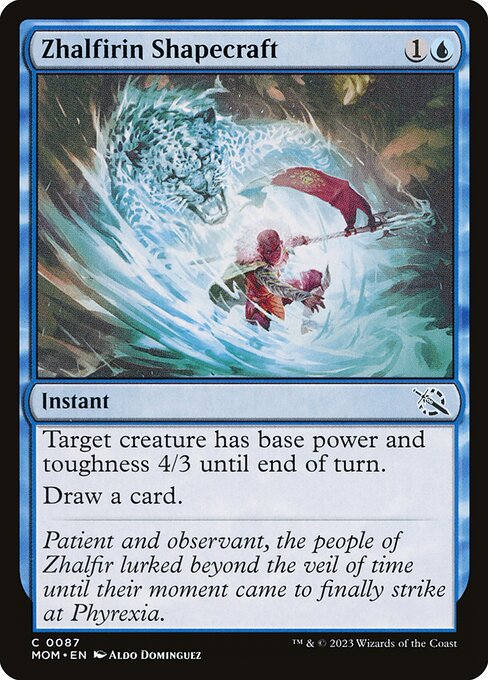 Zhalfirin Shapecraft 1
Instant
Target creature has base power and
toughness 4/3 until end of turn.
Draw a card.
Patient and observant, the people of
Zhalfir lurked beyond the veil of time
until their moment came to finally strike
at Phyrexia.
C 0087
MOM • EN Aldo Dominguez
™ & © 2023 Wizards of the Coast